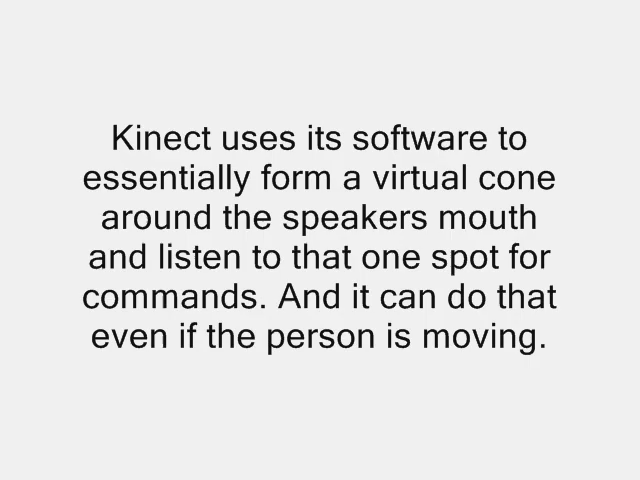 Kinect uses its software to
essentially form a virtual cone
around the speakers mouth
and listen to that one spot for
commands. And it can do that
even if the person is moving.